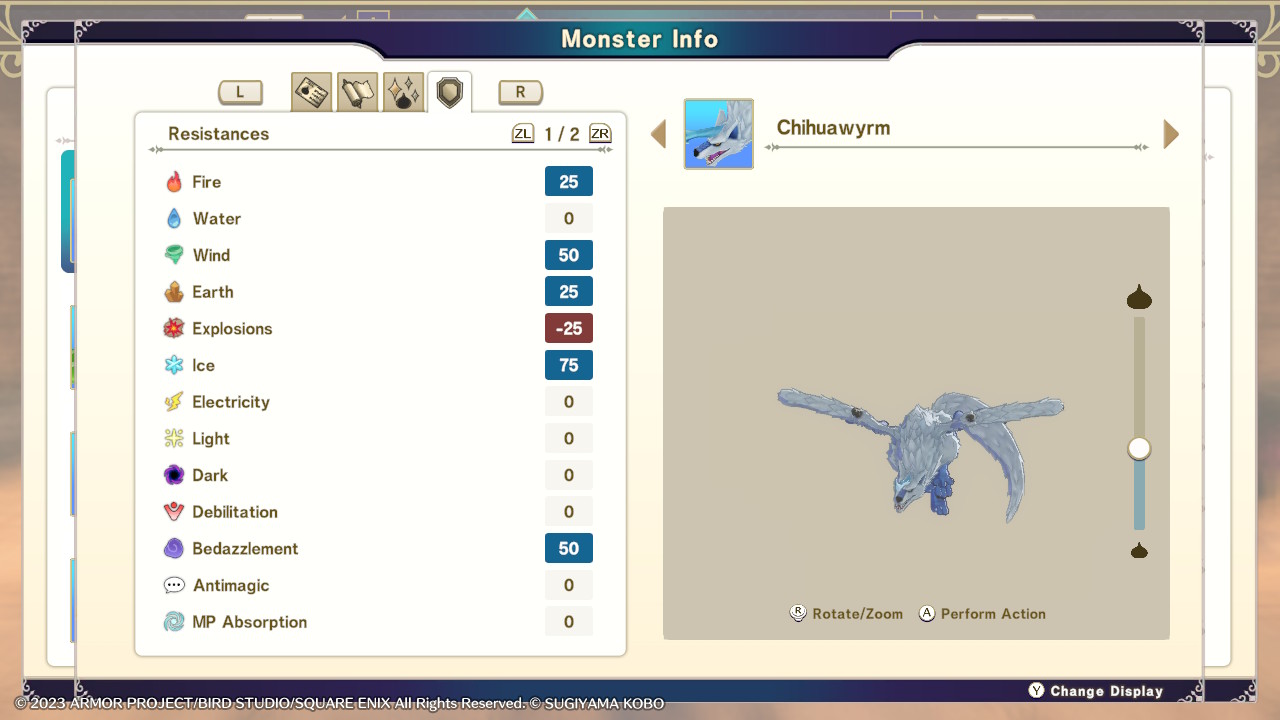 Monster Info
L
R
Resistances
ZL 1 / 2 ZR
Fire 25
Water 0
Wind 50
Earth 25
Explosions -25
Ice 75
Electricity 0
Light 0
Dark 0
Debilitation 0
Bedazzlement 50
Antimagic 0
MP Absorption 0
Chihuawyrm
R Rotate/Zoom A Perform Action
Y Change Display
© 2023 ARMOR PROJECT/BIRD STUDIO/SQUARE ENIX All Rights Reserved. © SUGIYAMA KOBO